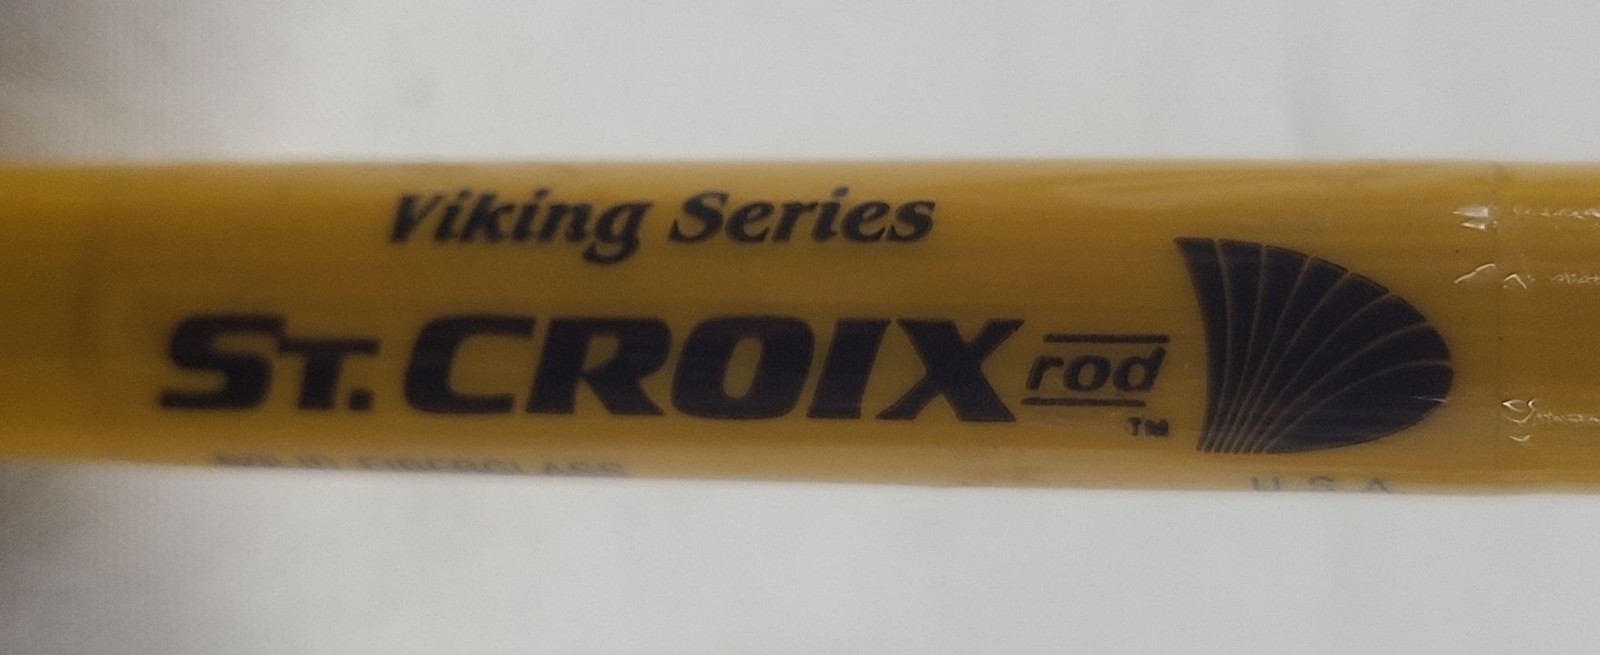 Viking Series
ST. CROIX rod
TM
SOLID FIBERGLASS
U.S.A.